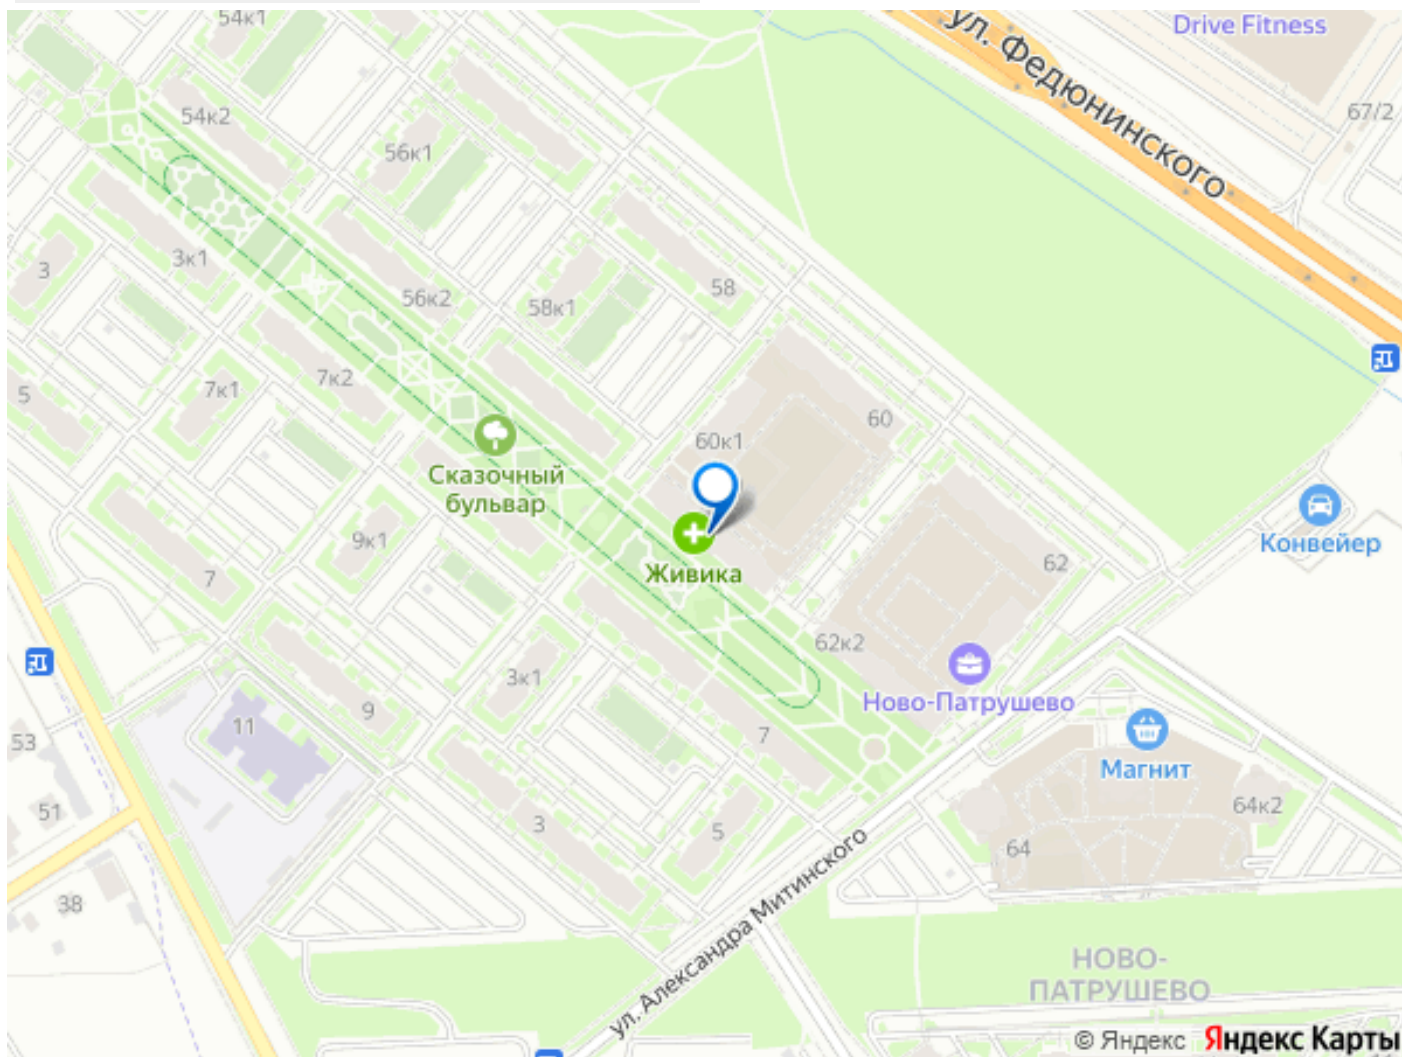 54к1
Drive Fitness
ул. Федюнинского
54к2
67/2
56к1
3к1
3
56к2
58
58к1
7к2
7к1
5
60
60к1
Сказочный
бульвар
9к1
Живика
Конвейер
62
7
62к2
3к1
Ново-Патрушево
11
9
7
53
Магнит
51
64к2
3
5
64
ул. Александра Митинского
38
НОВО-
ПАТРУШЕВО
© Яндекс Яндекс Карты